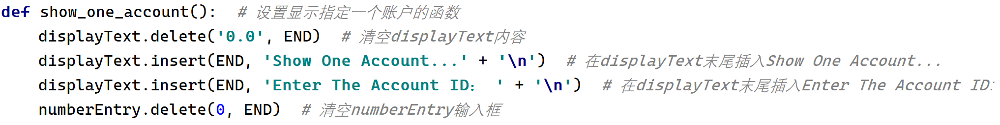 def show_one_account():  # 设置显示指定一个账户的函数
    displayText.delete('0.0', END)  # 清空displayText内容
    displayText.insert(END, 'Show One Account...' + '\n')  # 在displayText末尾插入Show One Account...
    displayText.insert(END, 'Enter The Account ID： ' + '\n')  # 在displayText末尾插入Enter The Account ID：
    numberEntry.delete(0, END)  # 清空numberEntry输入框